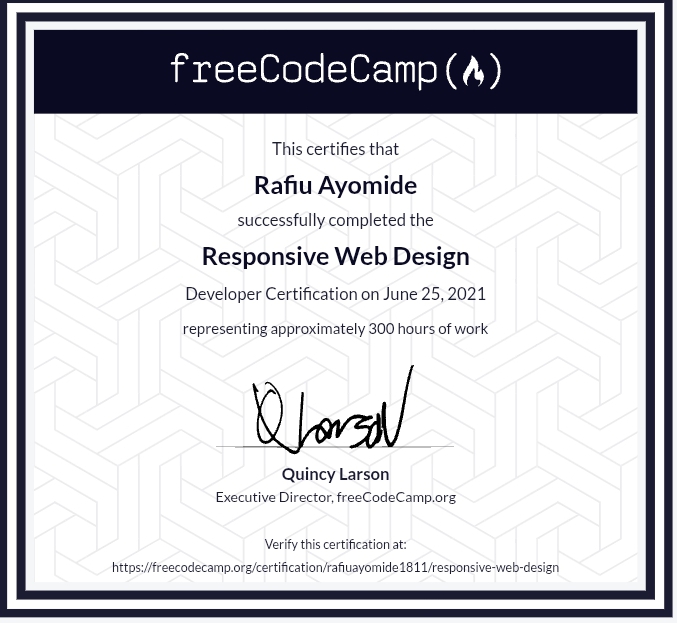 freeCodeCamp(🔥)
This certifies that
Rafiu Ayomide
successfully completed the
Responsive Web Design
Developer Certification on June 25, 2021
representing approximately 300 hours of work
Q Larson
Quincy Larson
Executive Director, freeCodeCamp.org
Verify this certification at:
https://freecodecamp.org/certification/rafiuayomide1811/responsive-web-design